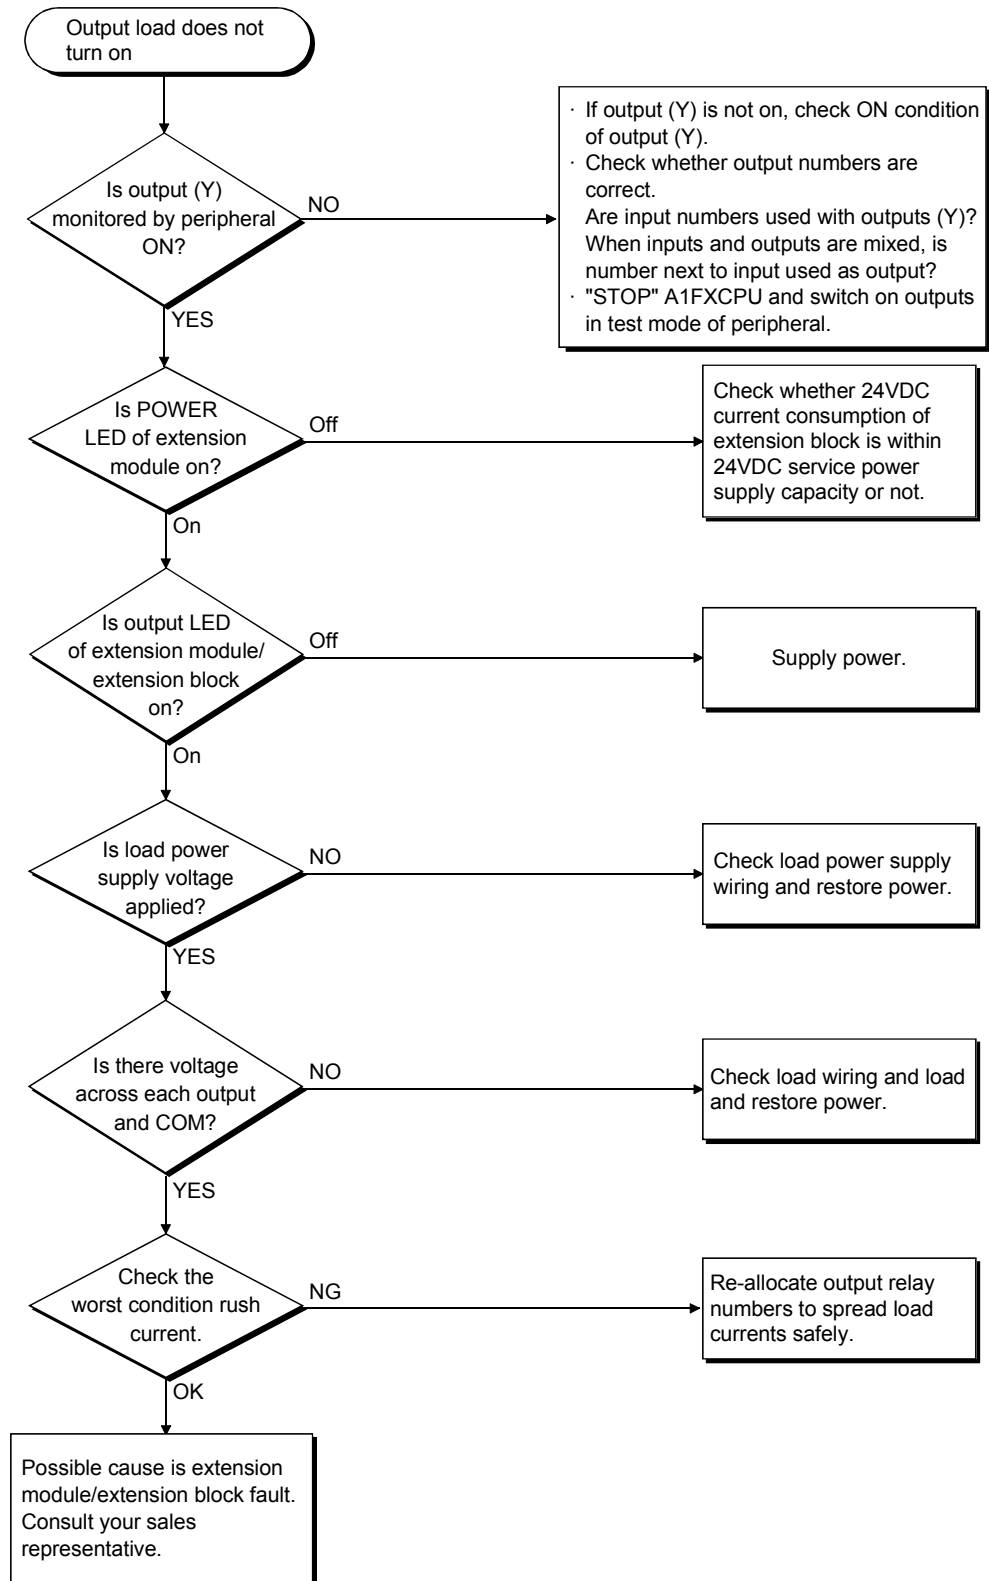 Output load does not
turn on
Is output (Y)
monitored by peripheral
ON?
NO
· If output (Y) is not on, check ON condition
of output (Y).
· Check whether output numbers are
correct.
Are input numbers used with outputs (Y)?
When inputs and outputs are mixed, is
number next to input used as output?
· "STOP" A1FXCPU and switch on outputs
in test mode of peripheral.
YES
Is POWER
LED of extension
module on?
Off
Check whether 24VDC
current consumption of
extension block is within
24VDC service power
supply capacity or not.
On
Is output LED
of extension module/
extension block
on?
Off
Supply power.
On
Is load power
supply voltage
applied?
NO
Check load power supply
wiring and restore power.
YES
Is there voltage
across each output
and COM?
NO
Check load wiring and load
and restore power.
YES
Check the
worst condition rush
current.
NG
Re-allocate output relay
numbers to spread load
currents safely.
OK
Possible cause is extension
module/extension block fault.
Consult your sales
representative.